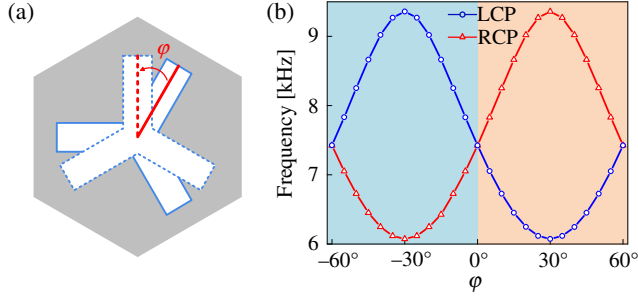 (a)
φ
(b)
Frequency [kHz]
9
8
7
6
LCP
RCP
−60°
−30°
0°
30°
60°
φ